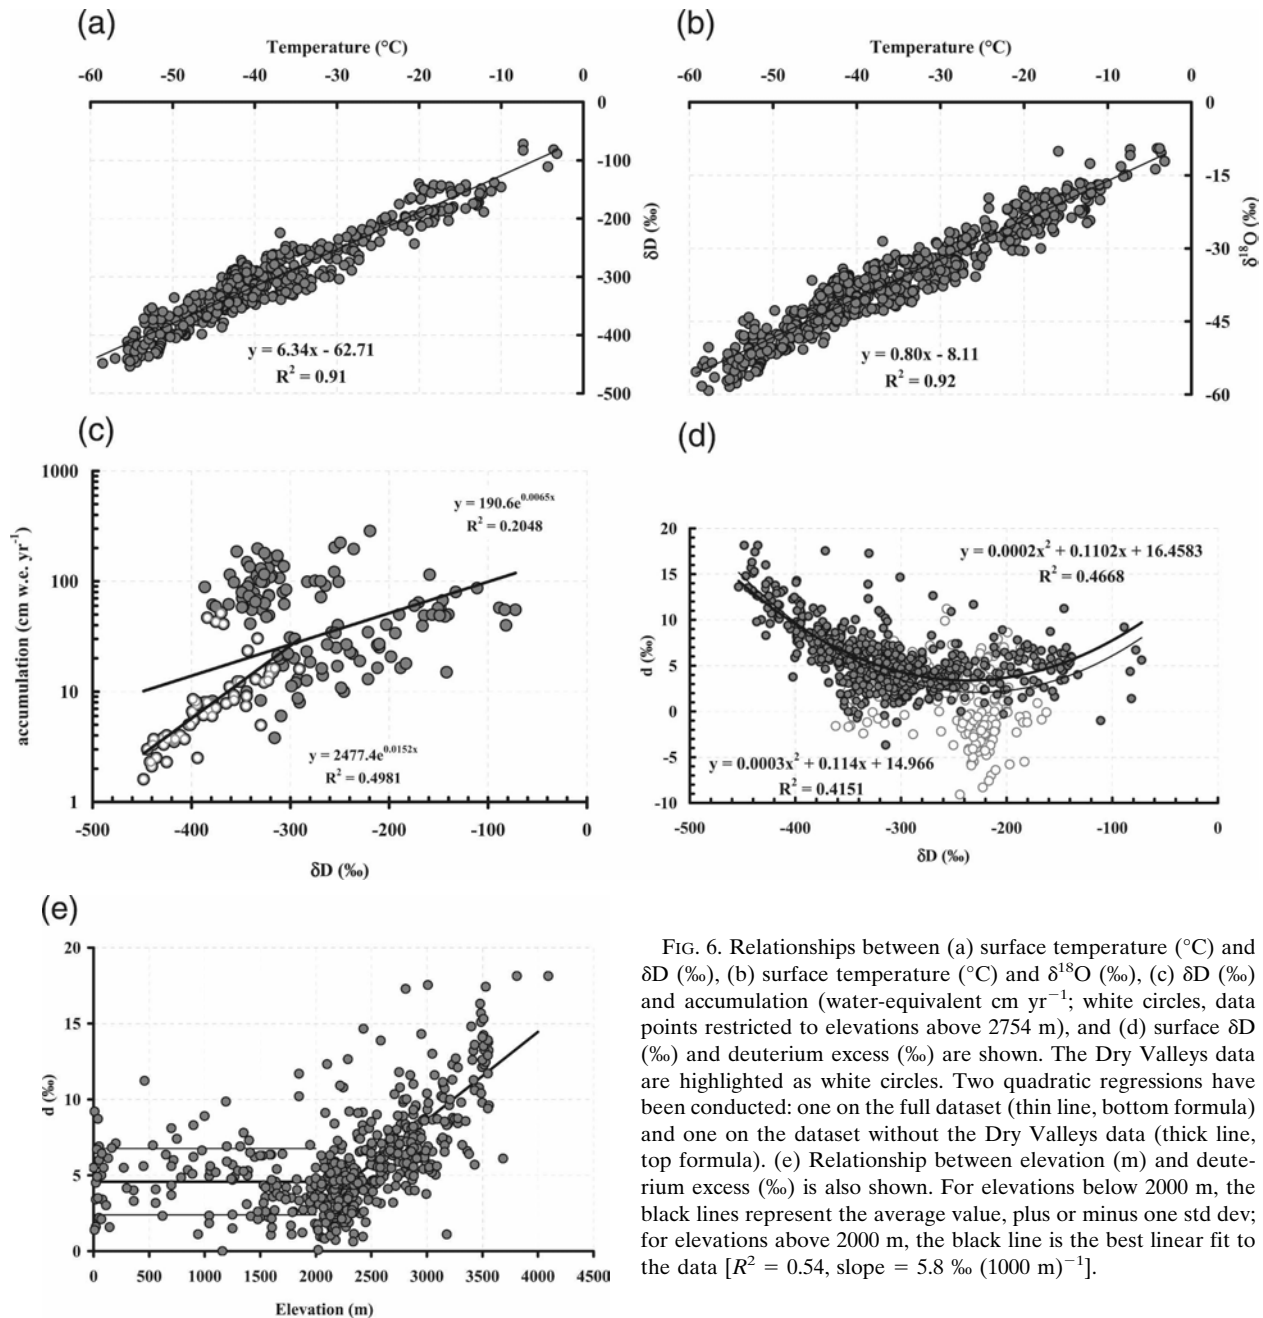 (a)
Temperature (°C)
-60 -50 -40 -30 -20 -10 0
0
-100
-200
-300
-400
-500
δD (‰)
y = 6.34x - 62.71
R² = 0.91
(b)
Temperature (°C)
-60 -50 -40 -30 -20 -10 0
0
-15
-30
-45
-60
δ¹⁸O (‰)
y = 0.80x - 8.11
R² = 0.92
(c)
accumulation (cm w.e. yr⁻¹)
1000
100
10
1
y = 190.6e^0.0065x
R² = 0.2048
y = 2477.4e^0.0152x
R² = 0.4981
-500 -400 -300 -200 -100 0
δD (‰)
(d)
d (‰)
20
15
10
5
0
-5
-10
y = 0.0002x² + 0.1102x + 16.4583
R² = 0.4668
y = 0.0003x² + 0.114x + 14.966
R² = 0.4151
-500 -400 -300 -200 -100 0
δD (‰)
(e)
d (‰)
20
15
10
5
0
0 500 1000 1500 2000 2500 3000 3500 4000 4500
Elevation (m)
FIG. 6. Relationships between (a) surface temperature (°C) and
δD (‰), (b) surface temperature (°C) and δ¹⁸O (‰), (c) δD (‰)
and accumulation (water-equivalent cm yr⁻¹; white circles, data
points restricted to elevations above 2754 m), and (d) surface δD
(‰) and deuterium excess (‰) are shown. The Dry Valleys data
are highlighted as white circles. Two quadratic regressions have
been conducted: one on the full dataset (thin line, bottom formula)
and one on the dataset without the Dry Valleys data (thick line,
top formula). (e) Relationship between elevation (m) and deute-
rium excess (‰) is also shown. For elevations below 2000 m, the
black lines represent the average value, plus or minus one std dev;
for elevations above 2000 m, the black line is the best linear fit to
the data [R² = 0.54, slope = 5.8 ‰ (1000 m)⁻¹].